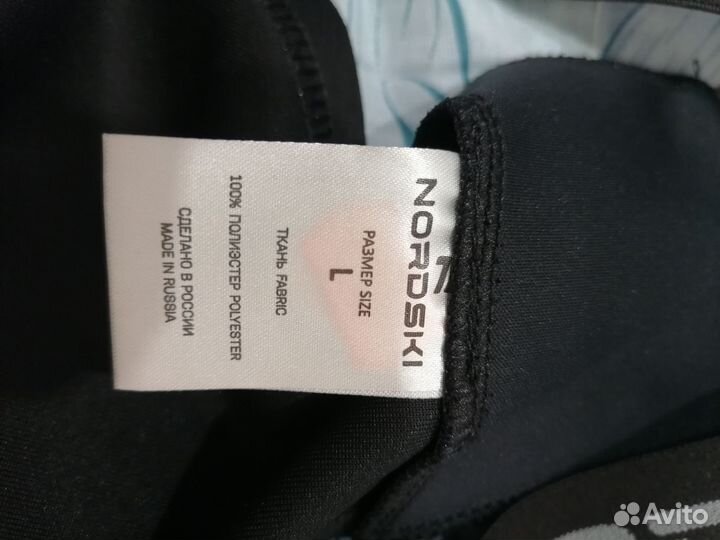 NORDSKI
РАЗМЕР SIZE
L
ТКАНЬ FABRIC
100% ПОЛИЭСТЕР POLYESTER
СДЕЛАНО В РОССИИ
MADE IN RUSSIA
Avito